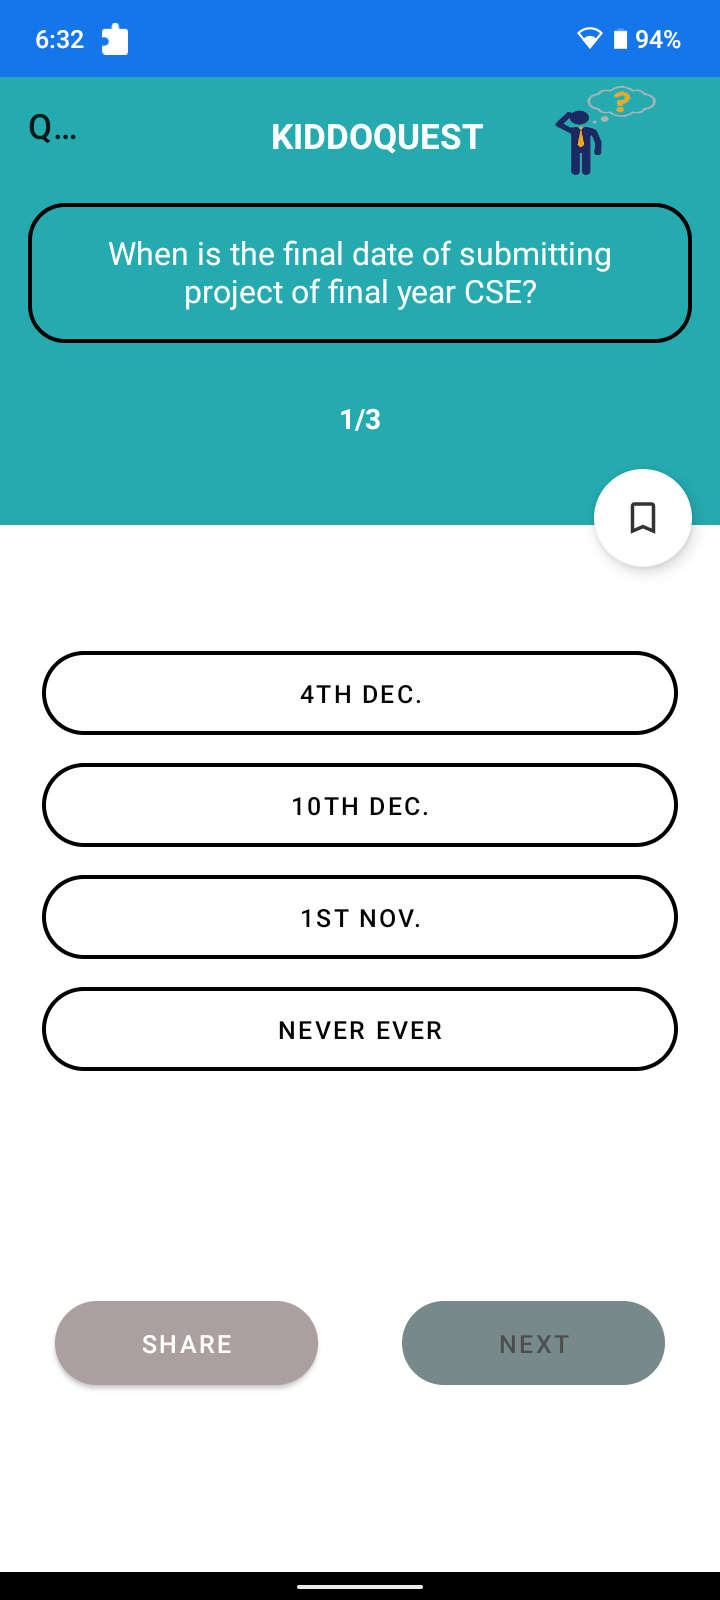 6:32
94%
Q...
KIDDOQUEST
?
When is the final date of submitting
project of final year CSE?
1/3
4TH DEC.
10TH DEC.
1ST NOV.
NEVER EVER
SHARE
NEXT